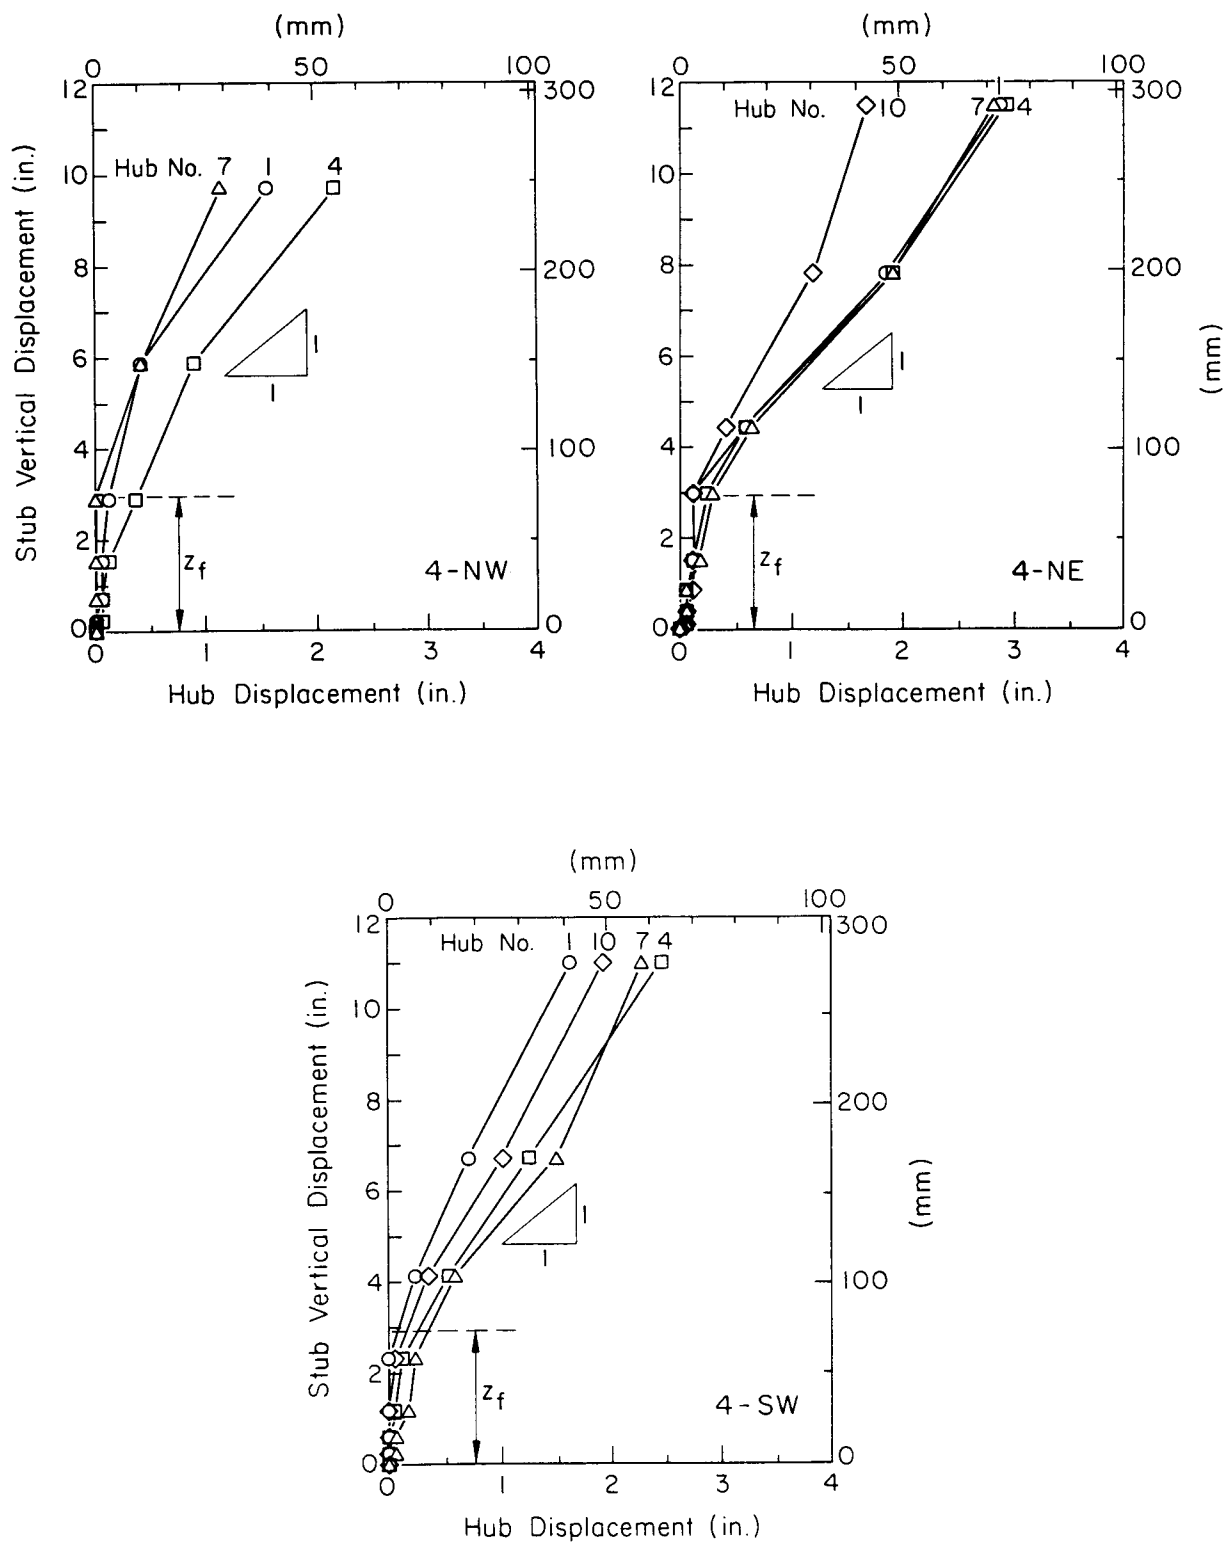 (mm)
0 50 100
12 300
Hub No. 7 1 4
10
8 200
6
1
1
4 100
2
z_f
4-NW
0 0
0 1 2 3 4
Stub Vertical Displacement (in.)
Hub Displacement (in.)
(mm)
0 50 100
12 300
Hub No. 10 7 4
10
8 200
6
1
1
4 100
2
z_f
4-NE
0 0
0 1 2 3 4
(mm)
Hub Displacement (in.)
(mm)
0 50 100
12 300
Hub No. 1 10 7 4
10
8 200
6
1
1
4 100
2
z_f
4-SW
0 0
0 1 2 3 4
Stub Vertical Displacement (in.)
(mm)
Hub Displacement (in.)